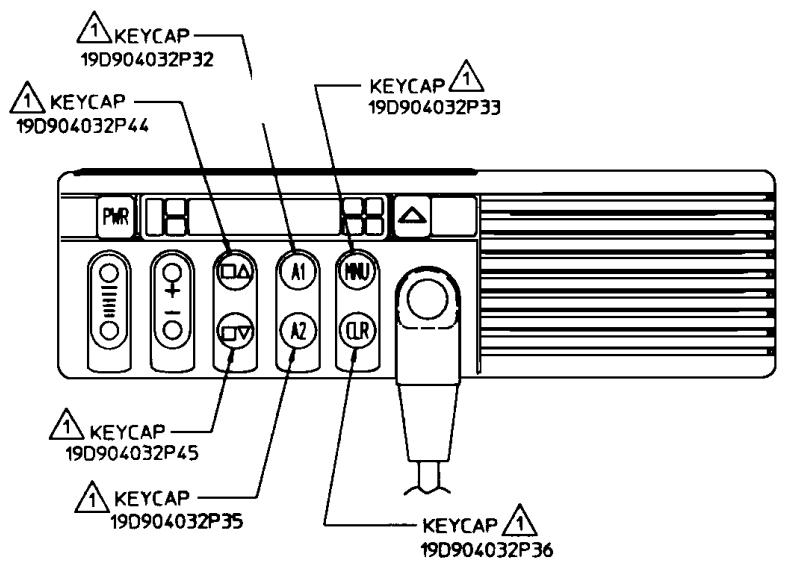 1 KEYCAP
19D904032P32
KEYCAP 1
19D904032P33
1 KEYCAP
19D904032P44
PWR
A1
MNU
+
-
A2
CLR
1 KEYCAP
19D904032P45
1 KEYCAP
19D904032P35
KEYCAP 1
19D904032P36